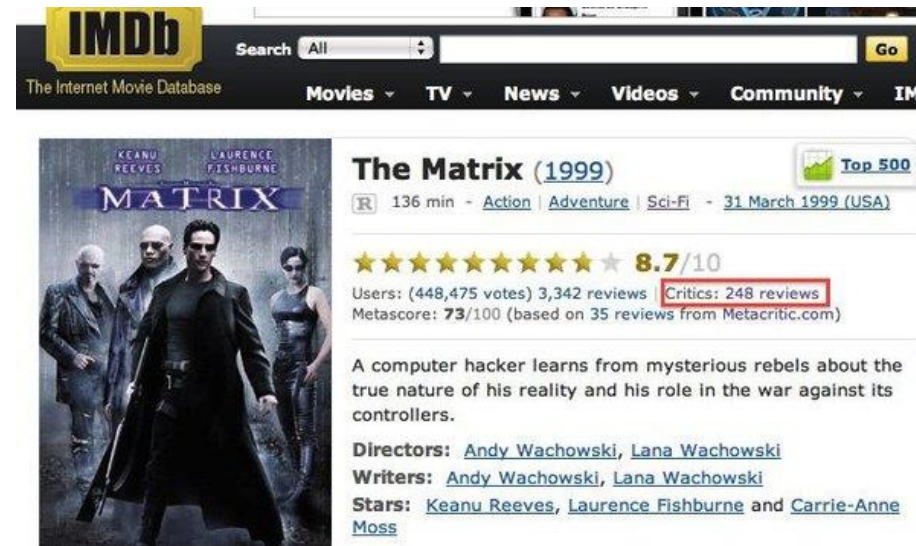 IMDb
Search All Go
The Internet Movie Database
Movies TV News Videos Community IM
KEANU REEVES LAURENCE FISHBURNE
THE MATRIX
The Matrix (1999)
Top 500
R 136 min - Action | Adventure | Sci-Fi - 31 March 1999 (USA)
8.7/10
Users: (448,475 votes) 3,342 reviews | Critics: 248 reviews
Metascore: 73/100 (based on 35 reviews from Metacritic.com)
A computer hacker learns from mysterious rebels about the
true nature of his reality and his role in the war against its
controllers.
Directors: Andy Wachowski, Lana Wachowski
Writers: Andy Wachowski, Lana Wachowski
Stars: Keanu Reeves, Laurence Fishburne and Carrie-Anne
Moss